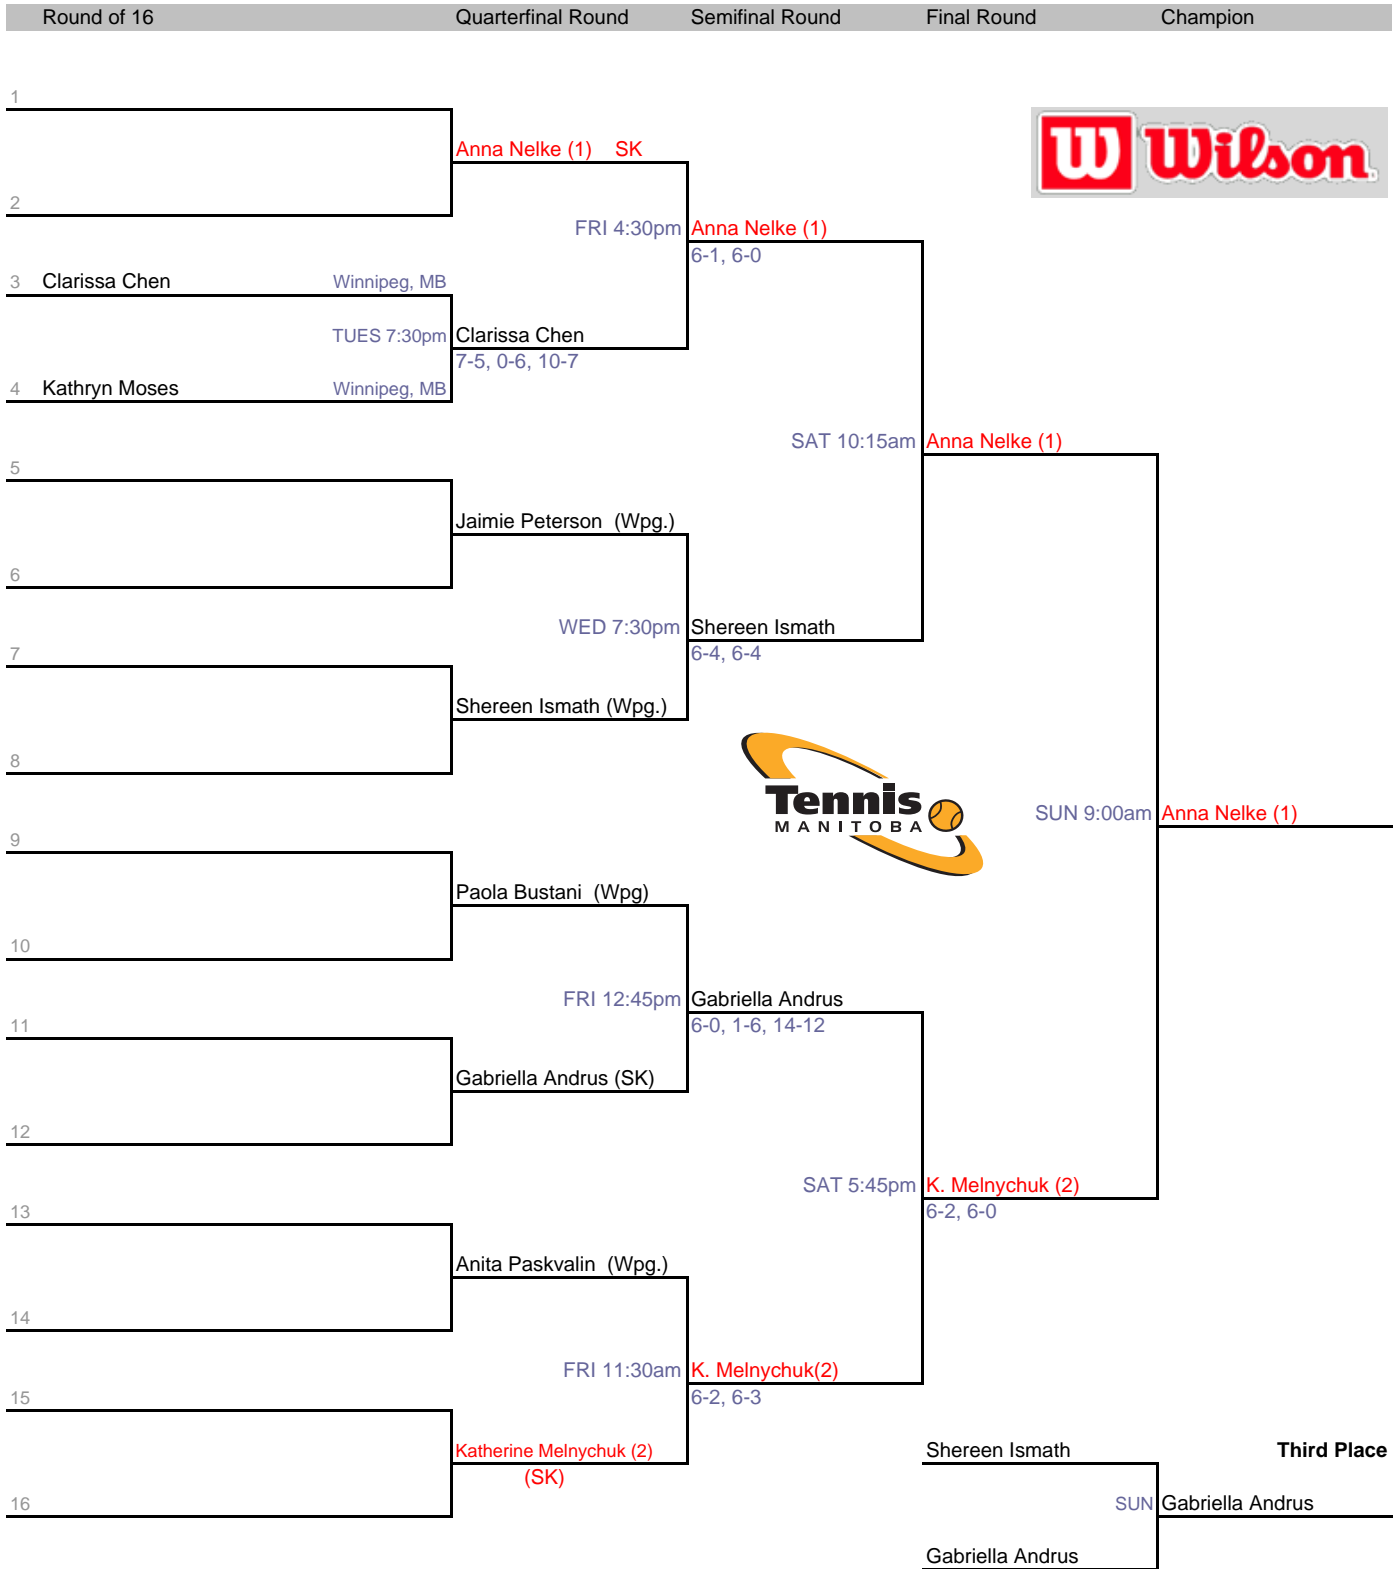 Round of 16 Quarterfinal Round Semifinal Round Final Round Champion
1
W Wilson
Anna Nelke (1) SK
2
FRI 4:30pm Anna Nelke (1)
6-1, 6-0
3 Clarissa Chen Winnipeg, MB
TUES 7:30pm Clarissa Chen
7-5, 0-6, 10-7
4 Kathryn Moses Winnipeg, MB
SAT 10:15am Anna Nelke (1)
5
Jaimie Peterson (Wpg.)
6
WED 7:30pm Shereen Ismath
6-4, 6-4
7
Shereen Ismath (Wpg.)
8
Tennis
MANITOBA
SUN 9:00am Anna Nelke (1)
9
Paola Bustani (Wpg)
10
FRI 12:45pm Gabriella Andrus
6-0, 1-6, 14-12
11
Gabriella Andrus (SK)
12
SAT 5:45pm K. Melnychuk (2)
6-2, 6-0
13
Anita Paskvalin (Wpg.)
14
FRI 11:30am K. Melnychuk(2)
6-2, 6-3
15
Katherine Melnychuk (2)
(SK)
Shereen Ismath Third Place
16
SUN Gabriella Andrus
Gabriella Andrus